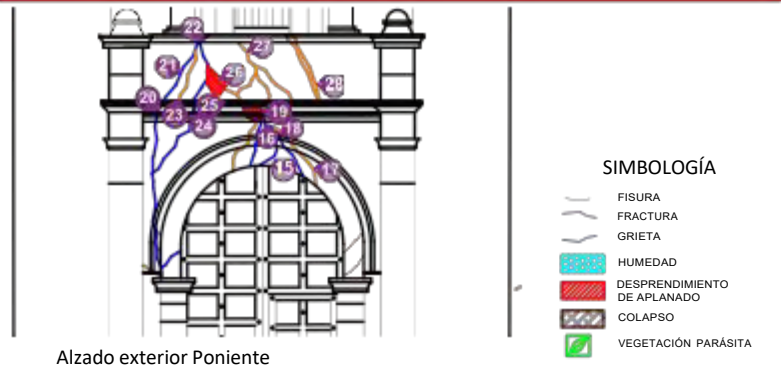 22
27
21
26
28
20
25
23
19
24
18
16
15
17
SIMBOLOGÍA
FISURA
FRACTURA
GRIETA
HUMEDAD
DESPRENDIMIENTO
DE APLANADO
COLAPSO
VEGETACIÓN PARÁSITA
Alzado exterior Poniente